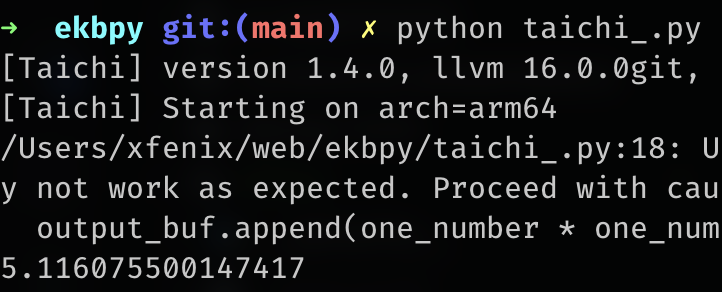 → ekbpy git:(main) ✗ python taichi_.py
[Taichi] version 1.4.0, llvm 16.0.0git,
[Taichi] Starting on arch=arm64
/Users/xfenix/web/ekbpy/taichi_.py:18: U
y not work as expected. Proceed with cau
output_buf.append(one_number * one_num
5.116075500147417